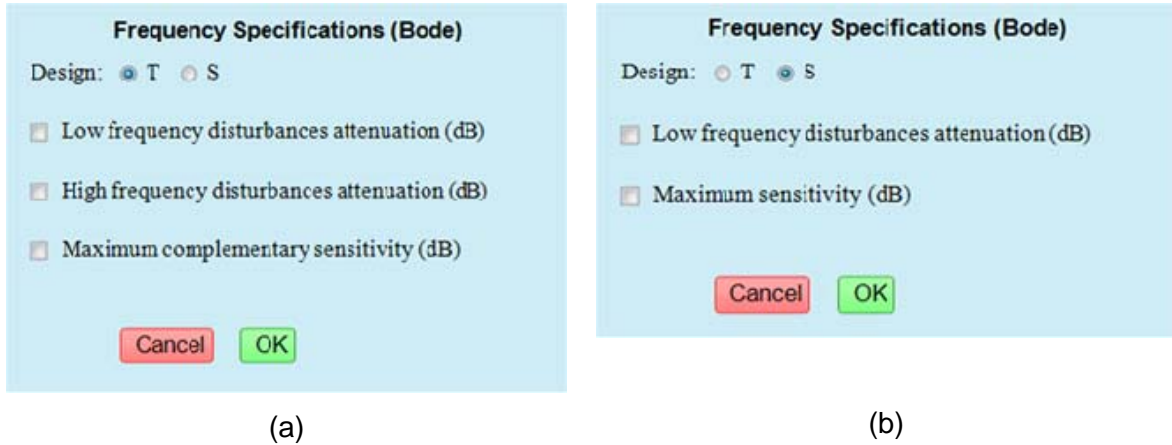 Frequency Specifications (Bode)
Design: T S
Low frequency disturbances attenuation (dB)
High frequency disturbances attenuation (dB)
Maximum complementary sensitivity (dB)
Cancel OK
(a)
Frequency Specifications (Bode)
Design: T S
Low frequency disturbances attenuation (dB)
Maximum sensitivity (dB)
Cancel OK
(b)